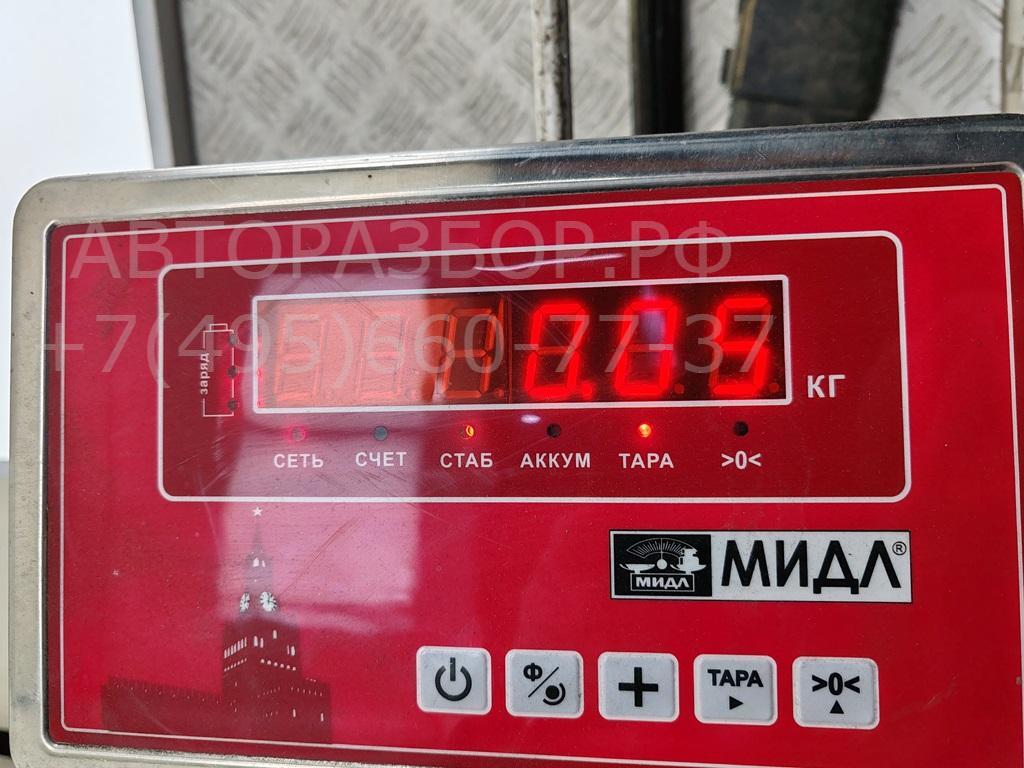 АВТОРАЗБОР.РФ
+7(495)660-77-37
заряд
0.05
КГ
СЕТЬ СЧЕТ СТАБ АККУМ ТАРА >0<
МИДЛ МИДЛ®
Ф/ + ТАРА >0<